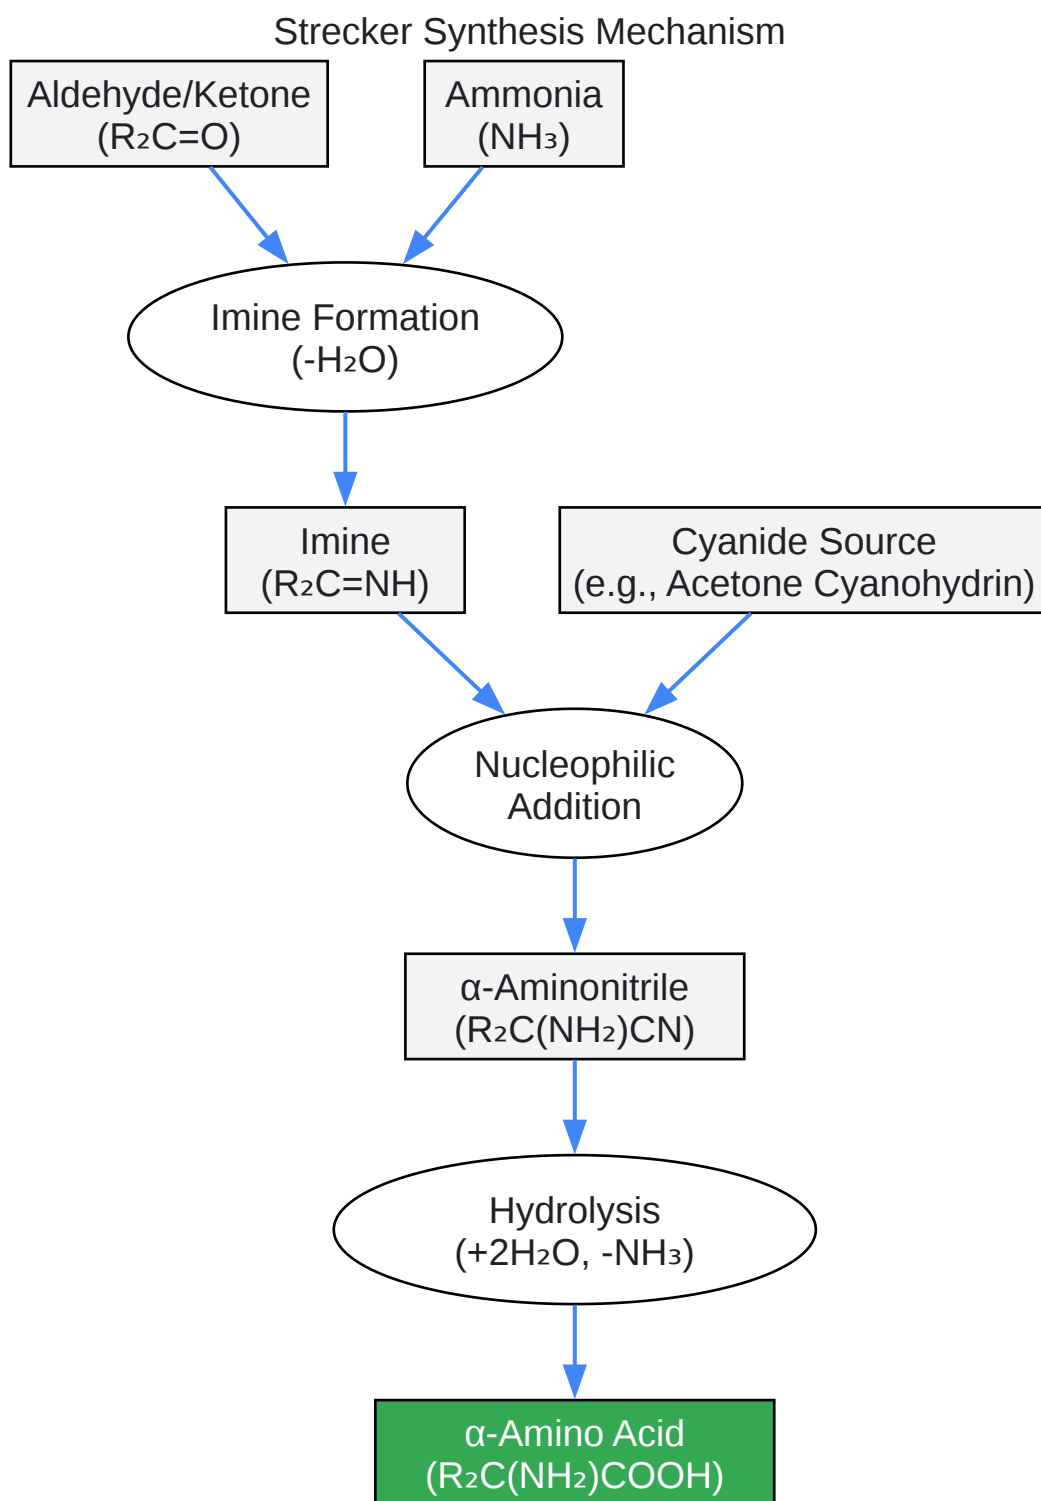 Strecker Synthesis Mechanism
Aldehyde/Ketone
(R₂C=O)
Ammonia
(NH₃)
Imine Formation
(-H₂O)
Imine
(R₂C=NH)
Cyanide Source
(e.g., Acetone Cyanohydrin)
Nucleophilic
Addition
α-Aminonitrile
(R₂C(NH₂)CN)
Hydrolysis
(+2H₂O, -NH₃)
α-Amino Acid
(R₂C(NH₂)COOH)